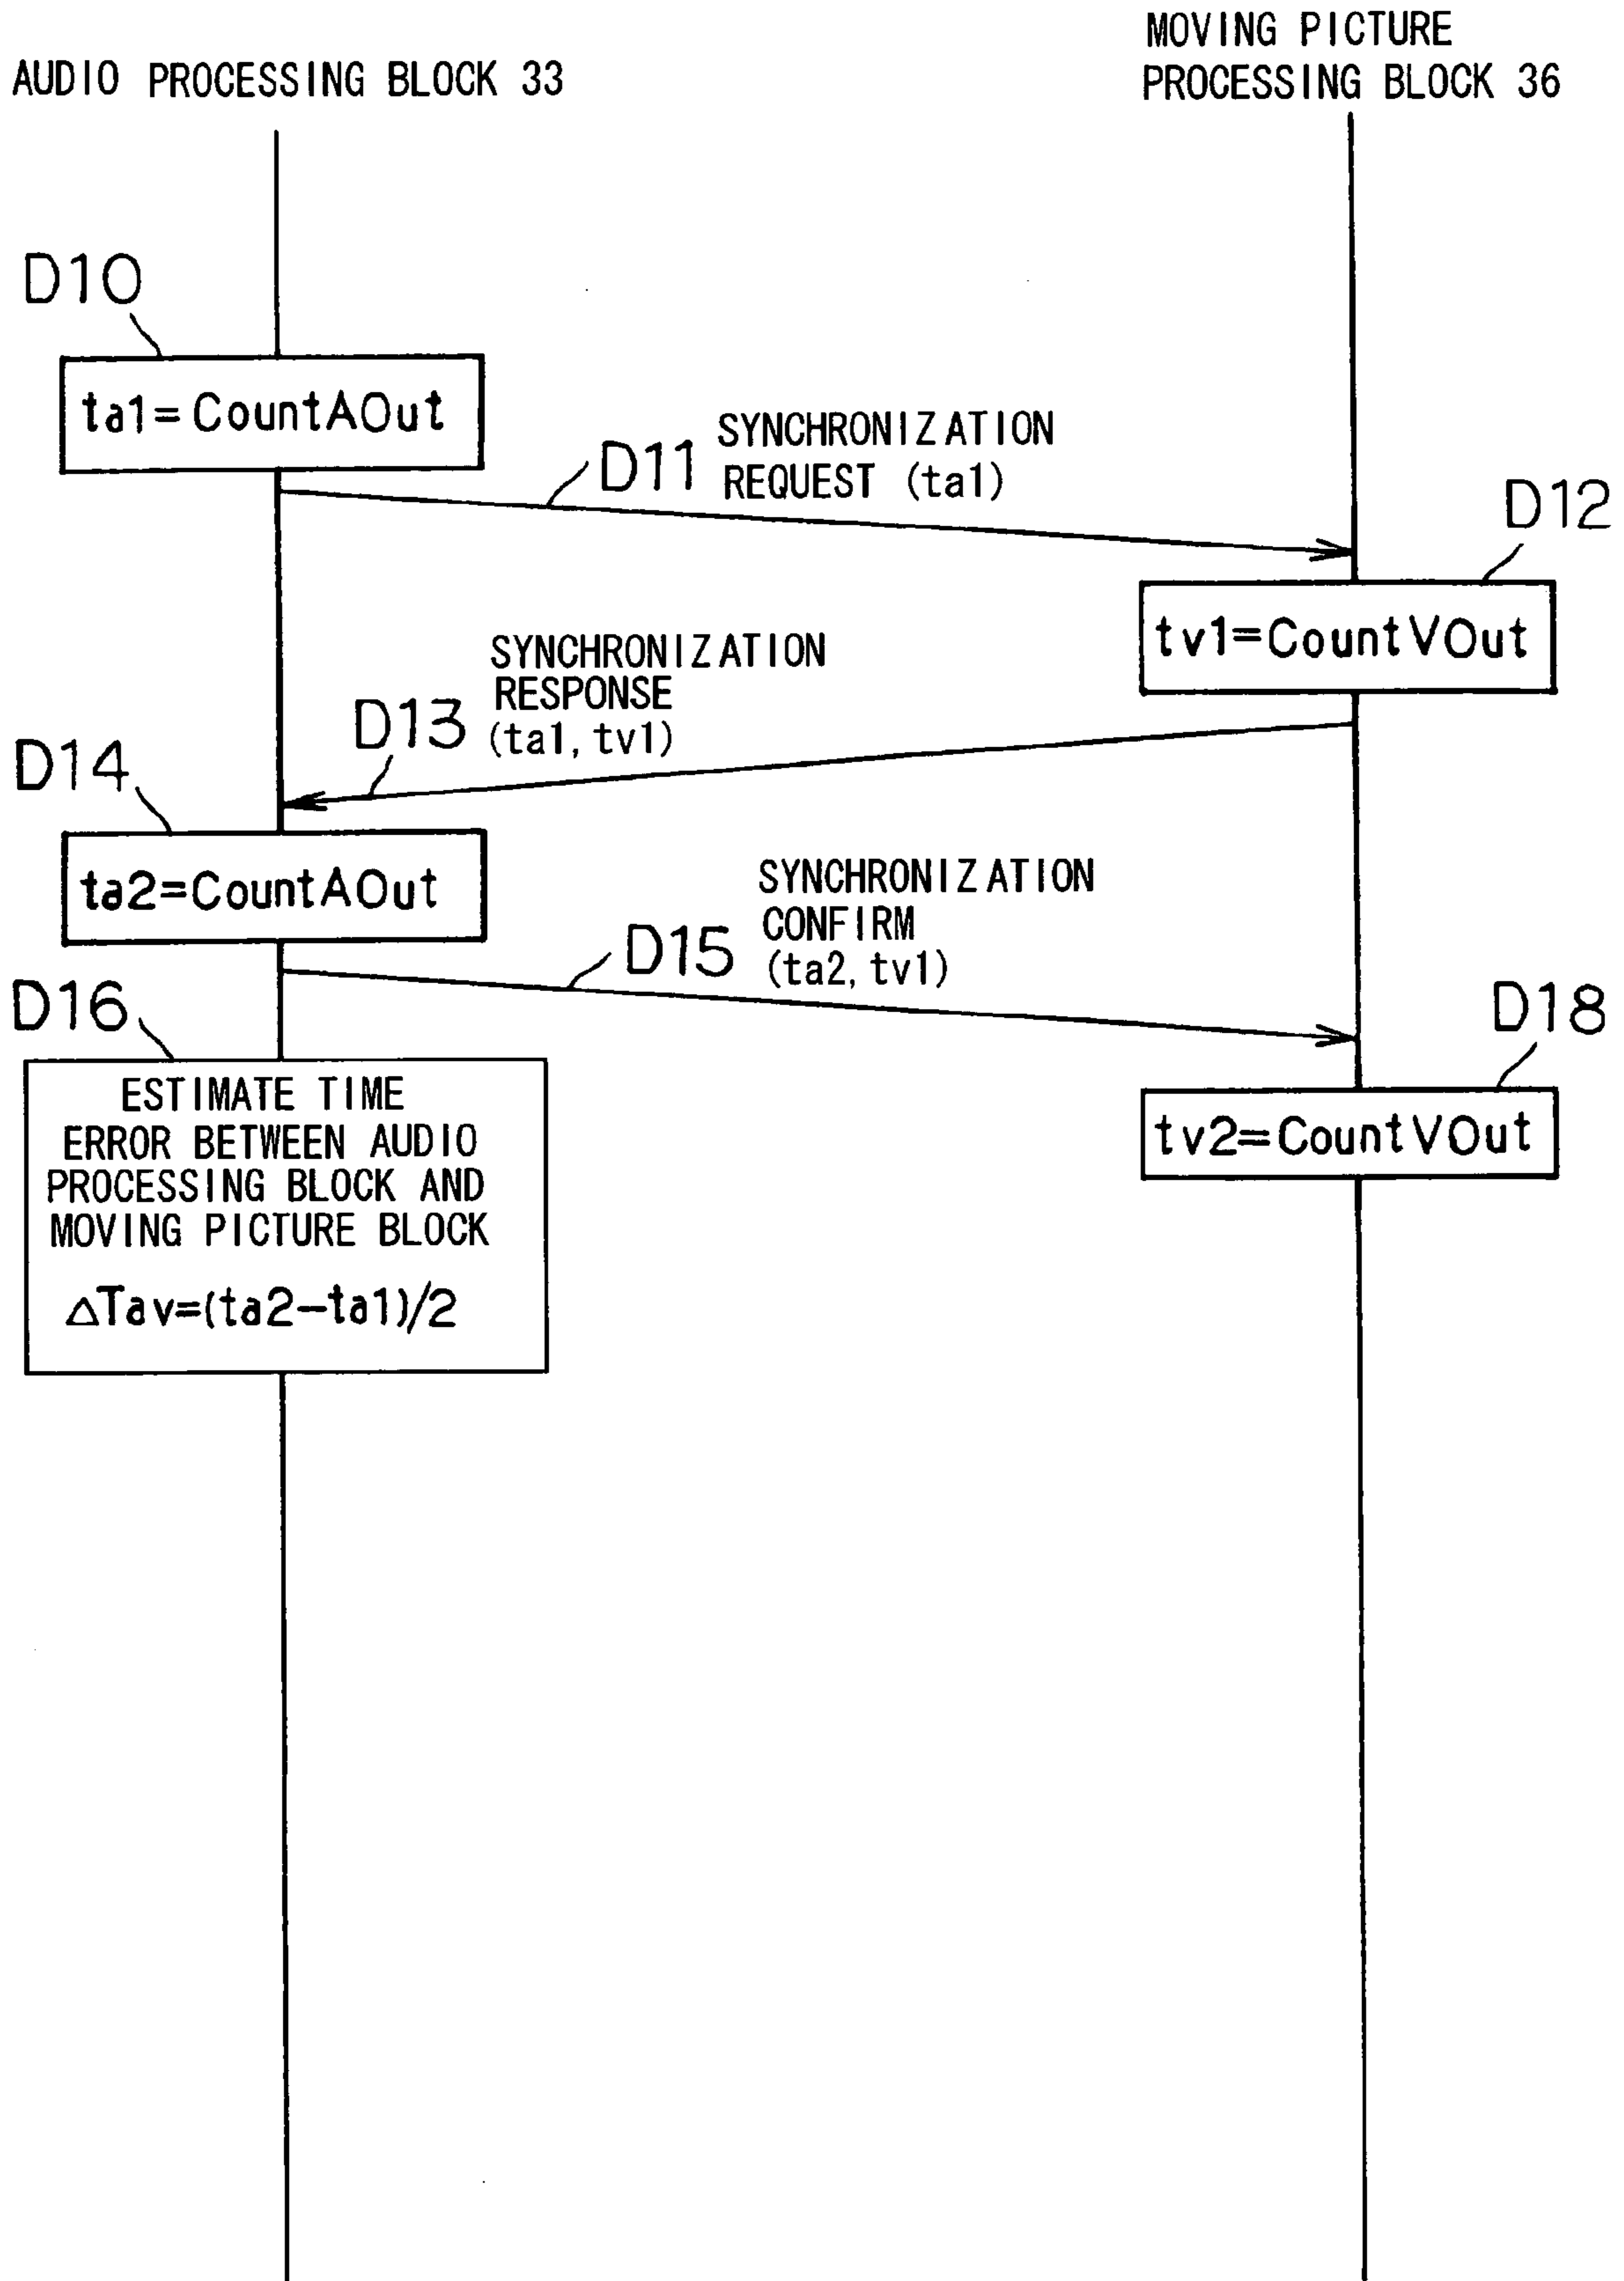 AUDIO PROCESSING BLOCK 33
MOVING PICTURE
PROCESSING BLOCK 36
D10
ta1=CountAOut
D11
SYNCHRONIZATION
REQUEST (ta1)
D12
tv1=CountVOut
D13
SYNCHRONIZATION
RESPONSE
(ta1, tv1)
D14
ta2=CountAOut
D15
SYNCHRONIZATION
CONFIRM
(ta2, tv1)
D16
ESTIMATE TIME
ERROR BETWEEN AUDIO
PROCESSING BLOCK AND
MOVING PICTURE BLOCK
△Tav=(ta2-ta1)/2
D18
tv2=CountVOut